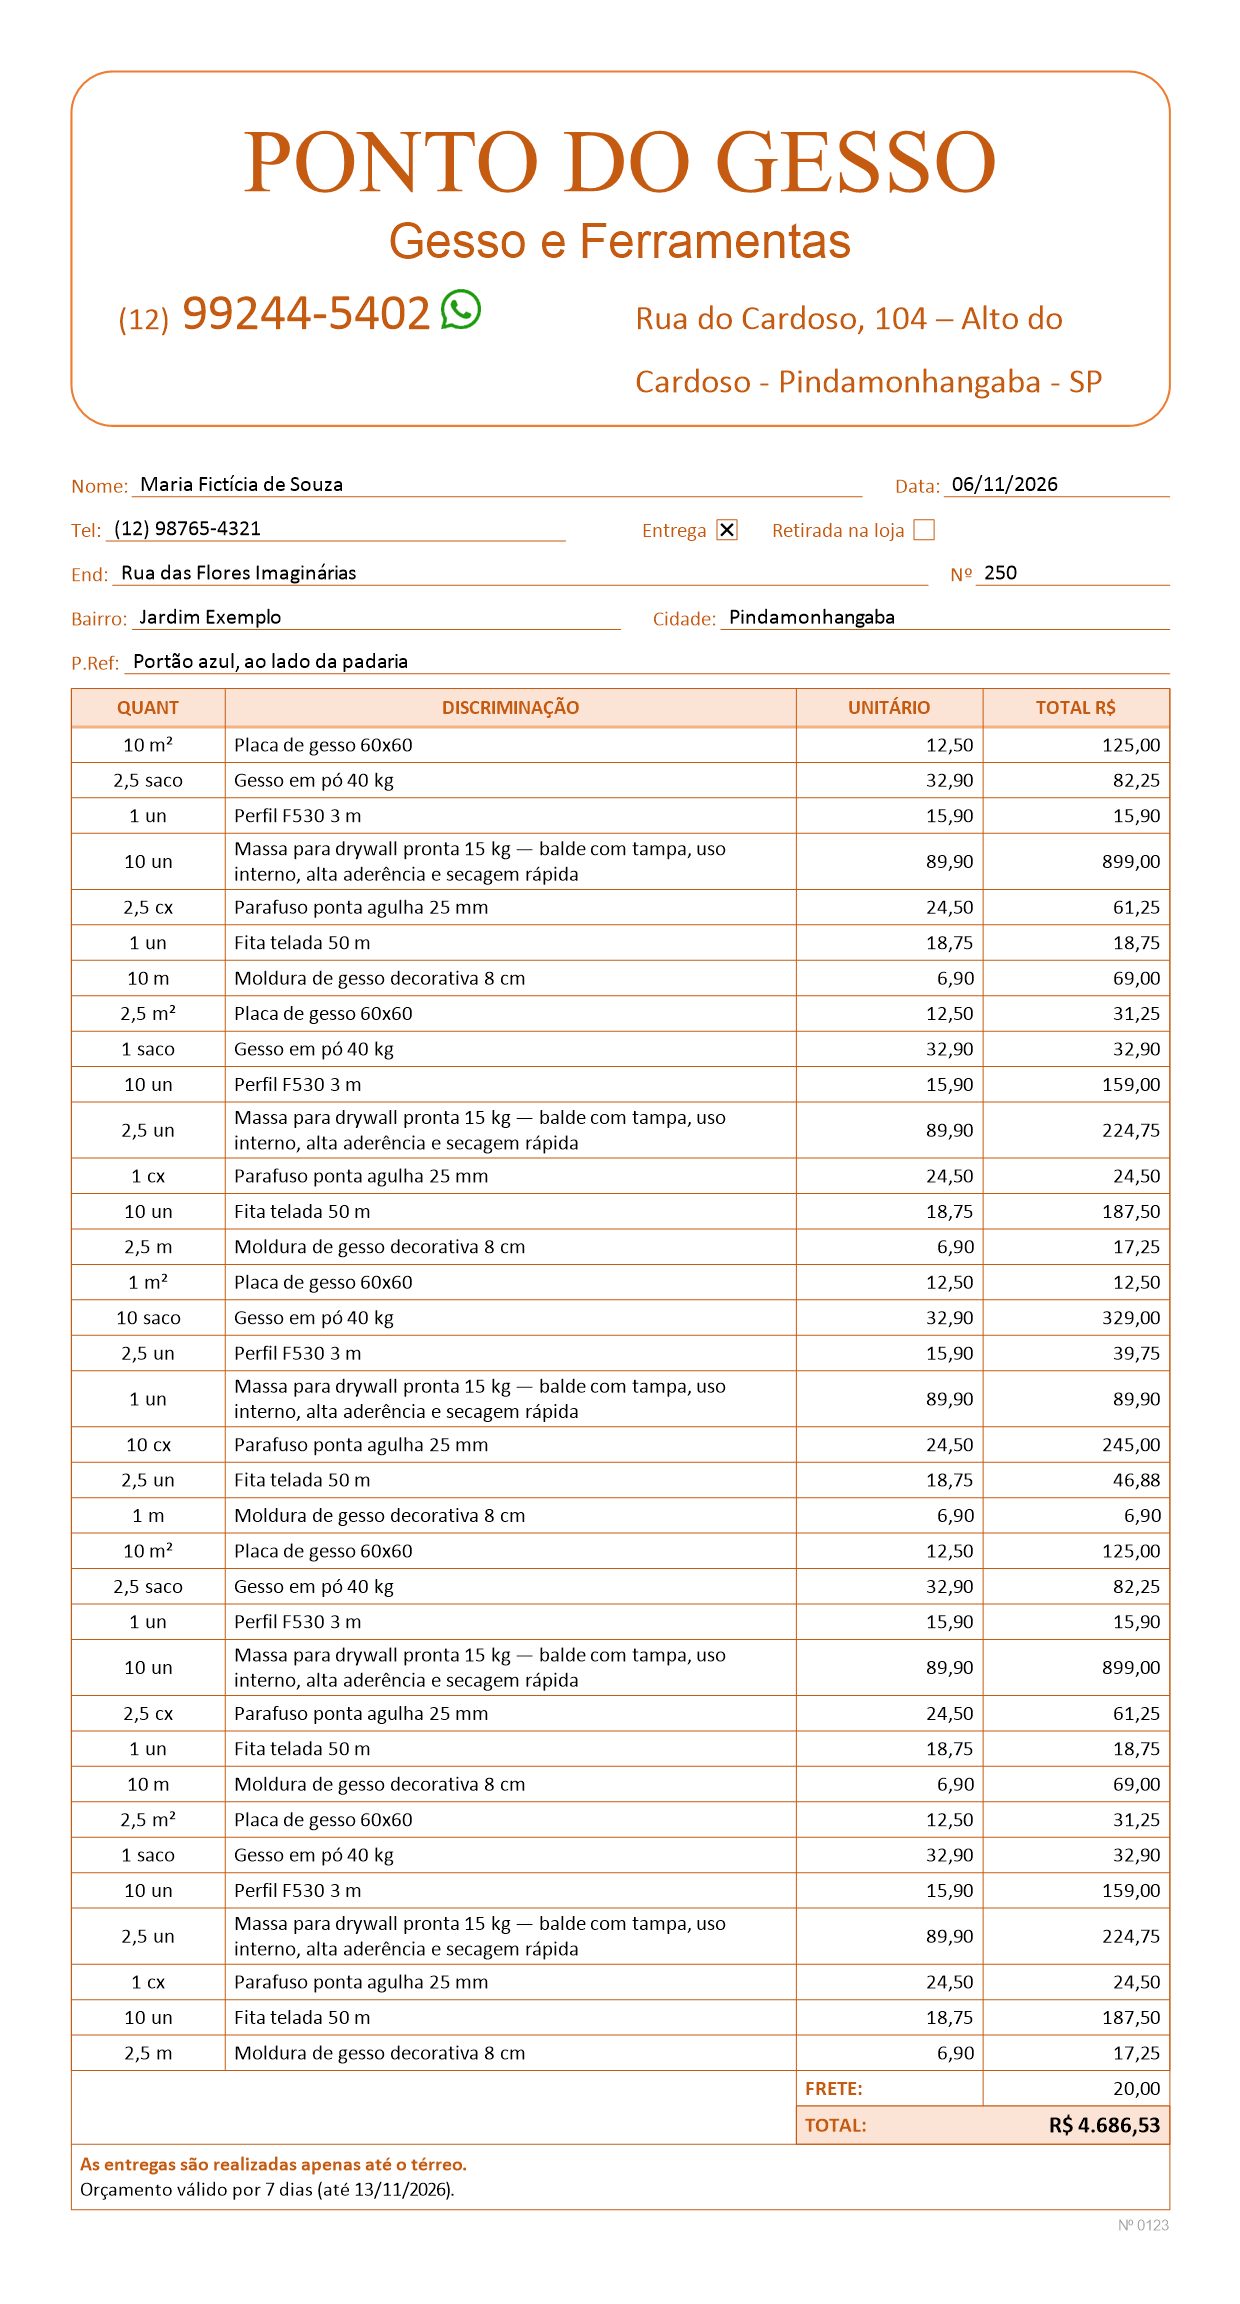 PONTO DO GESSO
Gesso e Ferramentas
(12) 99244-5402
Rua do Cardoso, 104 – Alto do
Cardoso - Pindamonhangaba - SP
Nome: Maria Fictícia de Souza Data: 06/11/2026
Tel: (12) 98765-4321 Entrega ☒ Retirada na loja ☐
End: Rua das Flores Imaginárias Nº 250
Bairro: Jardim Exemplo Cidade: Pindamonhangaba
P.Ref: Portão azul, ao lado da padaria
QUANT DISCRIMINAÇÃO UNITÁRIO TOTAL R$
10 m² Placa de gesso 60x60 12,50 125,00
2,5 saco Gesso em pó 40 kg 32,90 82,25
1 un Perfil F530 3 m 15,90 15,90
10 un Massa para drywall pronta 15 kg — balde com tampa, uso
interno, alta aderência e secagem rápida 89,90 899,00
2,5 cx Parafuso ponta agulha 25 mm 24,50 61,25
1 un Fita telada 50 m 18,75 18,75
10 m Moldura de gesso decorativa 8 cm 6,90 69,00
2,5 m² Placa de gesso 60x60 12,50 31,25
1 saco Gesso em pó 40 kg 32,90 32,90
10 un Perfil F530 3 m 15,90 159,00
2,5 un Massa para drywall pronta 15 kg — balde com tampa, uso
interno, alta aderência e secagem rápida 89,90 224,75
1 cx Parafuso ponta agulha 25 mm 24,50 24,50
10 un Fita telada 50 m 18,75 187,50
2,5 m Moldura de gesso decorativa 8 cm 6,90 17,25
1 m² Placa de gesso 60x60 12,50 12,50
10 saco Gesso em pó 40 kg 32,90 329,00
2,5 un Perfil F530 3 m 15,90 39,75
1 un Massa para drywall pronta 15 kg — balde com tampa, uso
interno, alta aderência e secagem rápida 89,90 89,90
10 cx Parafuso ponta agulha 25 mm 24,50 245,00
2,5 un Fita telada 50 m 18,75 46,88
1 m Moldura de gesso decorativa 8 cm 6,90 6,90
10 m² Placa de gesso 60x60 12,50 125,00
2,5 saco Gesso em pó 40 kg 32,90 82,25
1 un Perfil F530 3 m 15,90 15,90
10 un Massa para drywall pronta 15 kg — balde com tampa, uso
interno, alta aderência e secagem rápida 89,90 899,00
2,5 cx Parafuso ponta agulha 25 mm 24,50 61,25
1 un Fita telada 50 m 18,75 18,75
10 m Moldura de gesso decorativa 8 cm 6,90 69,00
2,5 m² Placa de gesso 60x60 12,50 31,25
1 saco Gesso em pó 40 kg 32,90 32,90
10 un Perfil F530 3 m 15,90 159,00
2,5 un Massa para drywall pronta 15 kg — balde com tampa, uso
interno, alta aderência e secagem rápida 89,90 224,75
1 cx Parafuso ponta agulha 25 mm 24,50 24,50
10 un Fita telada 50 m 18,75 187,50
2,5 m Moldura de gesso decorativa 8 cm 6,90 17,25
FRETE: 20,00
TOTAL: R$ 4.686,53
As entregas são realizadas apenas até o térreo.
Orçamento válido por 7 dias (até 13/11/2026).
Nº 0123